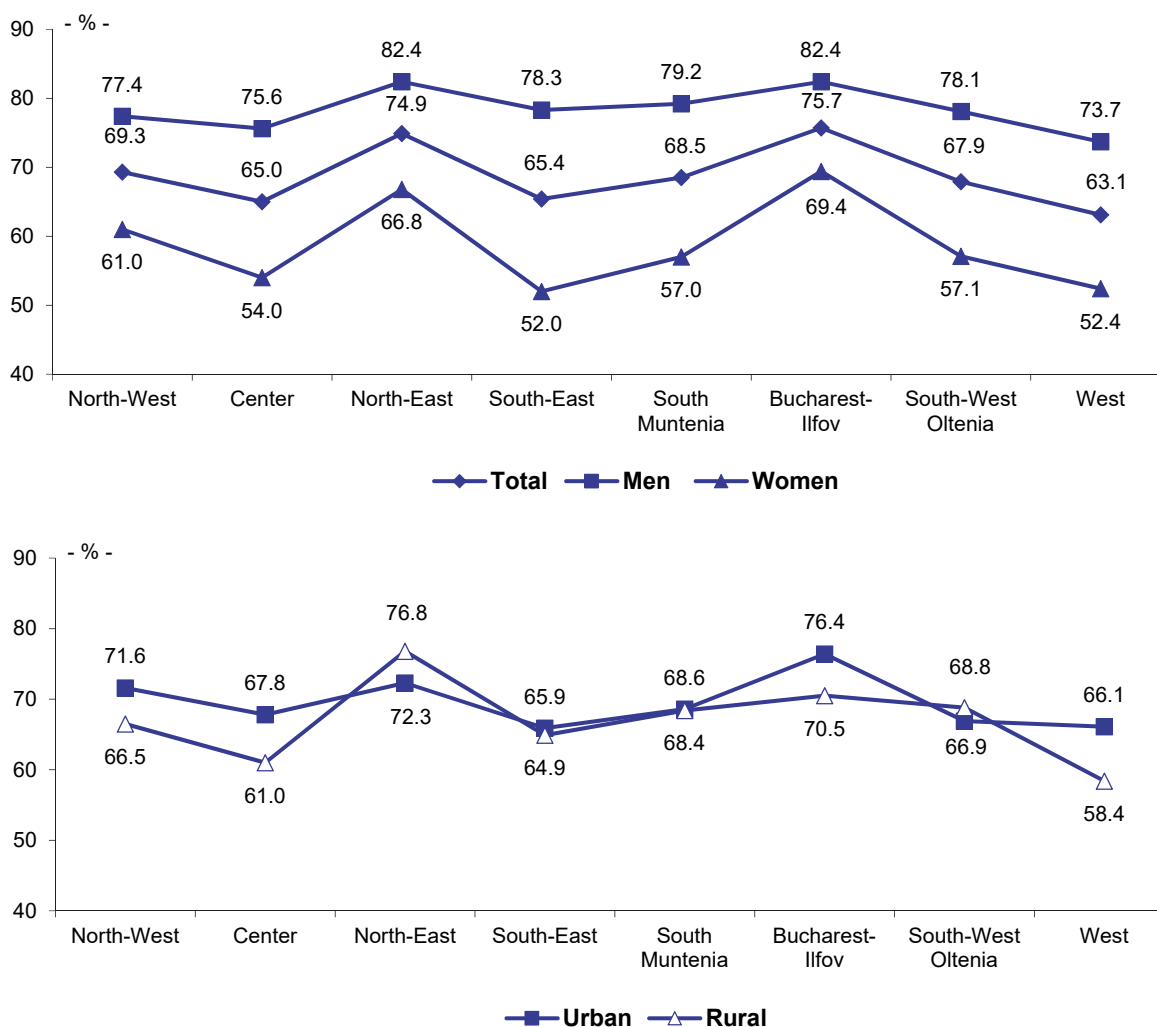 90
- % -
82.4
82.4
77.4
75.6
78.3
79.2
78.1
73.7
80
69.3
74.9
75.7
65.0
65.4
68.5
67.9
63.1
70
60
61.0
54.0
66.8
52.0
57.0
69.4
57.1
52.4
50
40
North-West
Center
North-East
South-East
South
Muntenia
Bucharest-
Ilfov
South-West
Oltenia
West
Total
Men
Women
90
- % -
80
76.8
76.4
71.6
67.8
65.9
68.6
68.8
66.1
70
66.5
61.0
72.3
64.9
68.4
70.5
66.9
58.4
60
50
40
North-West
Center
North-East
South-East
South
Muntenia
Bucharest-
Ilfov
South-West
Oltenia
West
Urban
Rural